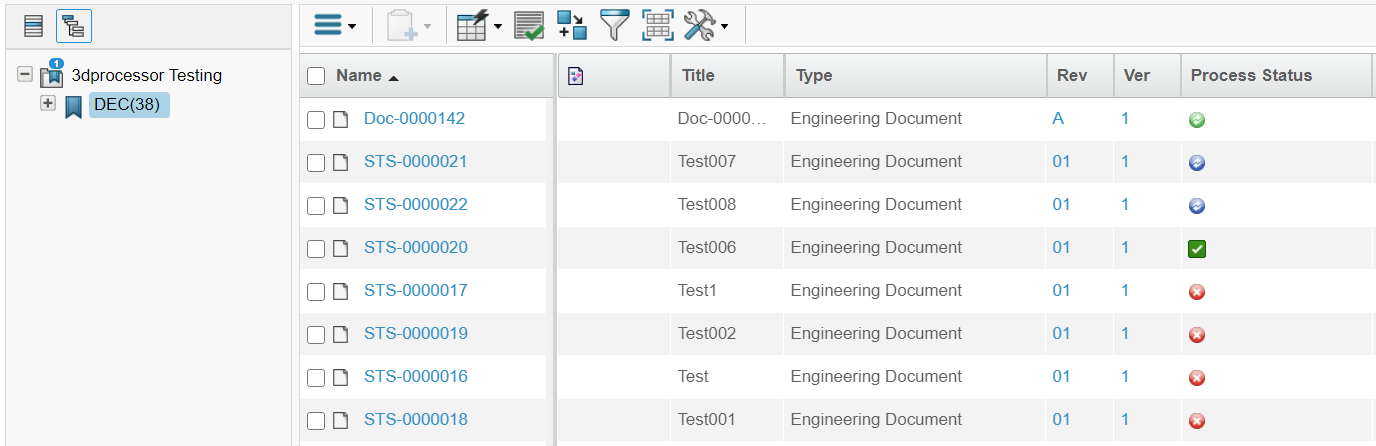 1
3dprocessor Testing
DEC(38)
Name Title Type Rev Ver Process Status
Doc-0000142 Doc-0000… Engineering Document A 1
STS-0000021 Test007 Engineering Document 01 1
STS-0000022 Test008 Engineering Document 01 1
STS-0000020 Test006 Engineering Document 01 1
STS-0000017 Test1 Engineering Document 01 1
STS-0000019 Test002 Engineering Document 01 1
STS-0000016 Test Engineering Document 01 1
STS-0000018 Test001 Engineering Document 01 1